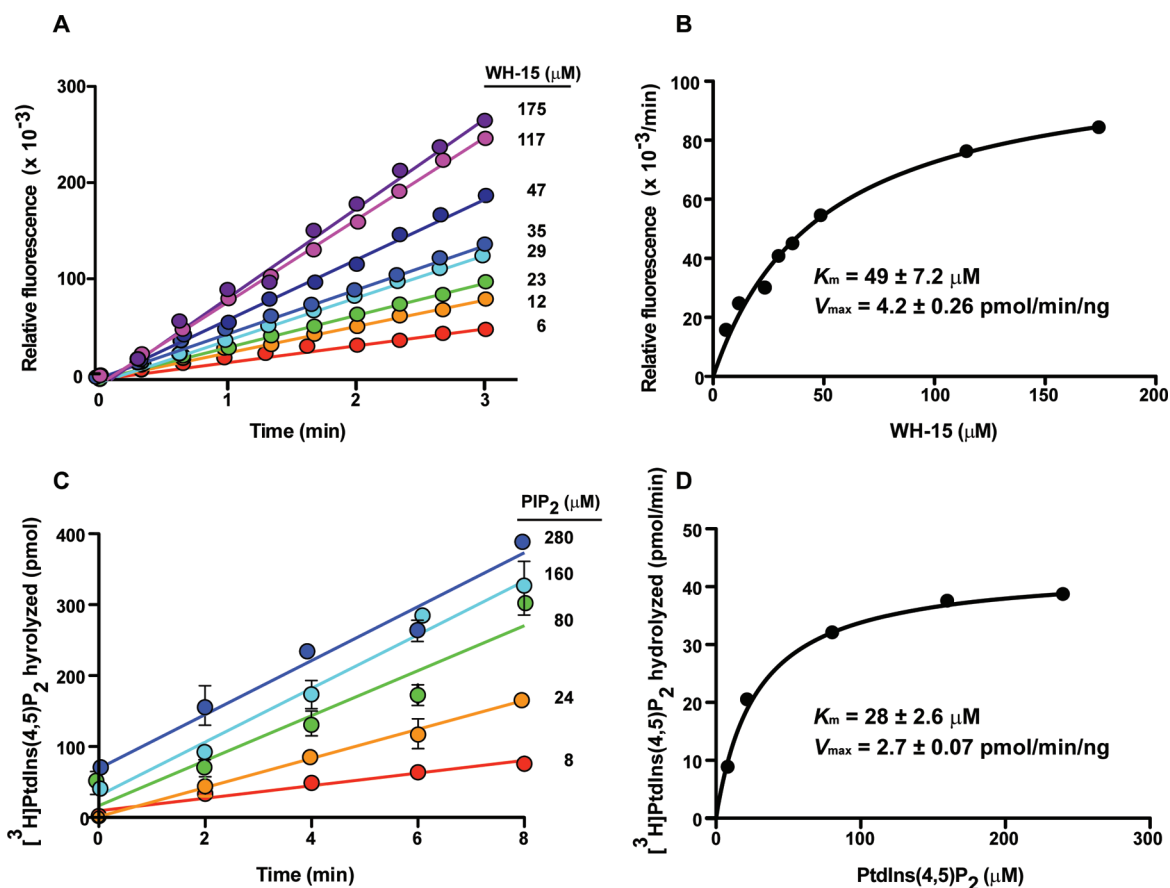 A
WH-15 (μM)
Relative fluorescence (x 10⁻³)
300
200
100
0
175
117
47
35
29
23
12
6
0 1 2 3
Time (min)
B
Relative fluorescence (x 10⁻³/min)
100
80
60
40
20
0
Km = 49 ± 7.2 μM
Vmax = 4.2 ± 0.26 pmol/min/ng
0 50 100 150 200
WH-15 (μM)
C
PIP2 (μM)
[³H]PtdIns(4,5)P2 hyrolyzed (pmol)
400
300
200
100
0
280
160
80
24
8
0 2 4 6 8
Time (min)
D
[³H]PtdIns(4,5)P2 hydrolyzed (pmol/min)
50
40
30
20
10
0
Km = 28 ± 2.6 μM
Vmax = 2.7 ± 0.07 pmol/min/ng
0 100 200 300
PtdIns(4,5)P2 (μM)